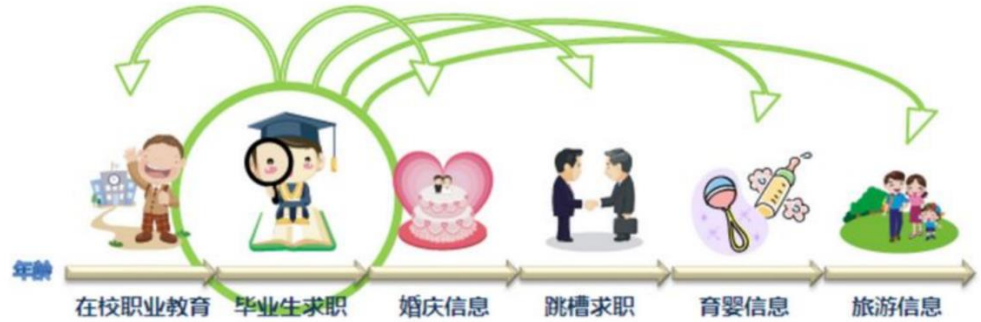 年龄
在校职业教育
毕业生求职
婚庆信息
跳槽求职
育婴信息
旅游信息